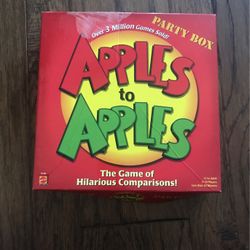 PARTY BOX
Over 3 Million Games Sold!
APPLES
to
APPLES
The Game of
Hilarious Comparisons!